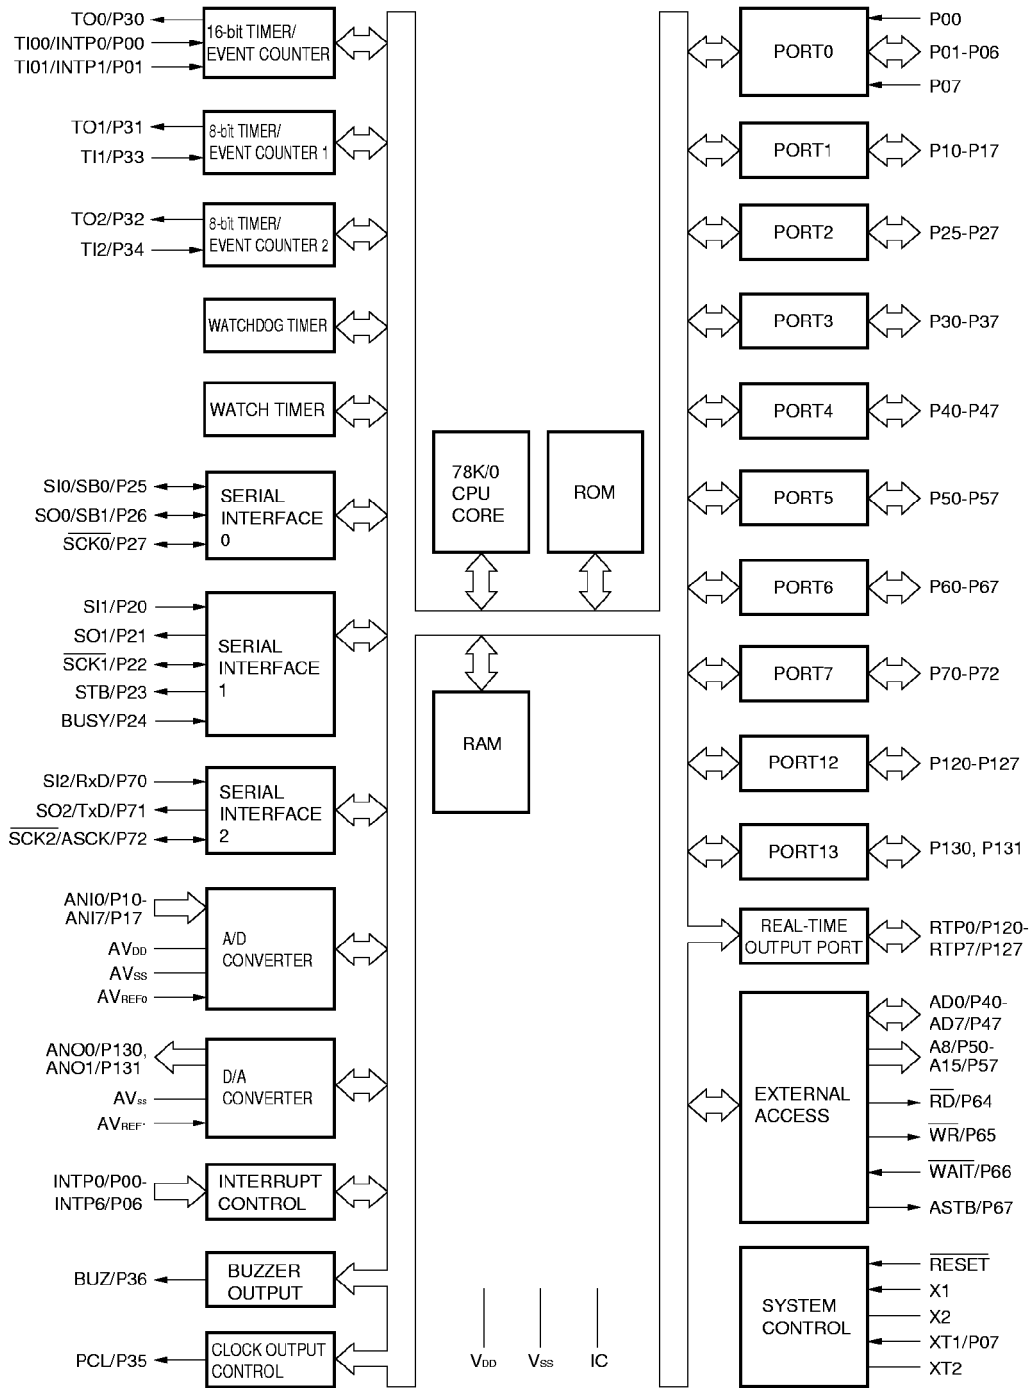 TO0/P30
TI00/INTP0/P00
TI01/INTP1/P01
16-bit TIMER/
EVENT COUNTER
TO1/P31
TI1/P33
8-bit TIMER/
EVENT COUNTER 1
TO2/P32
TI2/P34
8-bit TIMER/
EVENT COUNTER 2
WATCHDOG TIMER
WATCH TIMER
SI0/SB0/P25
SO0/SB1/P26
SCK0/P27
SERIAL
INTERFACE
0
SI1/P20
SO1/P21
SCK1/P22
STB/P23
BUSY/P24
SERIAL
INTERFACE
1
SI2/RxD/P70
SO2/TxD/P71
SCK2/ASCK/P72
SERIAL
INTERFACE
2
ANI0/P10-
ANI7/P17
AVDD
AVSS
AVREF0
A/D
CONVERTER
ANO0/P130,
ANO1/P131
AVss
AVREF
D/A
CONVERTER
INTP0/P00-
INTP6/P06
INTERRUPT
CONTROL
BUZ/P36
BUZZER
OUTPUT
PCL/P35
CLOCK OUTPUT
CONTROL
78K/0
CPU
CORE
ROM
RAM
VDD
VSS
IC
PORT0
P00
P01-P06
P07
PORT1
P10-P17
PORT2
P25-P27
PORT3
P30-P37
PORT4
P40-P47
PORT5
P50-P57
PORT6
P60-P67
PORT7
P70-P72
PORT12
P120-P127
PORT13
P130, P131
REAL-TIME
OUTPUT PORT
RTP0/P120-
RTP7/P127
EXTERNAL
ACCESS
AD0/P40-
AD7/P47
A8/P50-
A15/P57
RD/P64
WR/P65
WAIT/P66
ASTB/P67
SYSTEM
CONTROL
RESET
X1
X2
XT1/P07
XT2